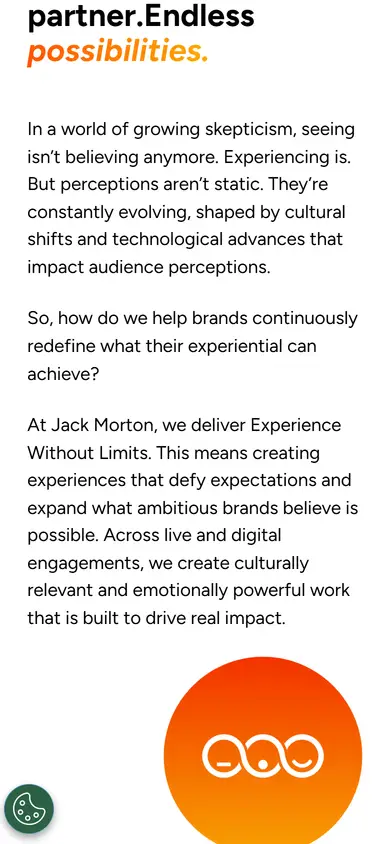 partner.Endless
possibilities.
In a world of growing skepticism, seeing
isn’t believing anymore. Experiencing is.
But perceptions aren’t static. They’re
constantly evolving, shaped by cultural
shifts and technological advances that
impact audience perceptions.
So, how do we help brands continuously
redefine what their experiential can
achieve?
At Jack Morton, we deliver Experience
Without Limits. This means creating
experiences that defy expectations and
expand what ambitious brands believe is
possible. Across live and digital
engagements, we create culturally
relevant and emotionally powerful work
that is built to drive real impact.